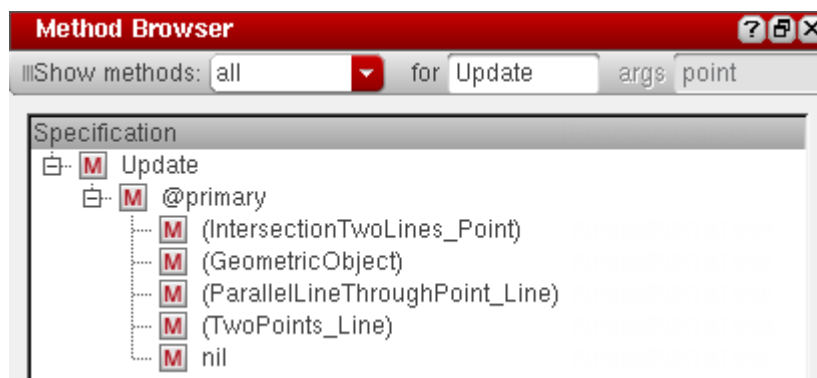 Method Browser
Show methods: all for Update args point
Specification
Update
@primary
(IntersectionTwoLines_Point)
(GeometricObject)
(ParallelLineThroughPoint_Line)
(TwoPoints_Line)
nil